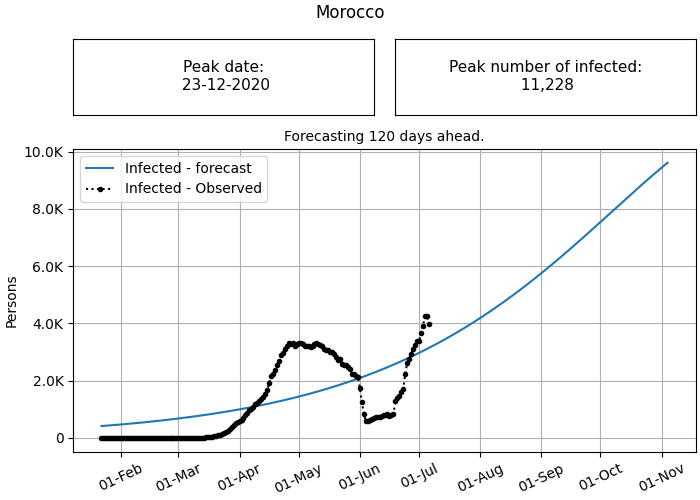 Morocco
Peak date:
23-12-2020
Peak number of infected:
11,228
Forecasting 120 days ahead.
10.0K
8.0K
6.0K
4.0K
2.0K
0
Persons
Infected - forecast
Infected - Observed
01-Feb
01-Mar
01-Apr
01-May
01-Jun
01-Jul
01-Aug
01-Sep
01-Oct
01-Nov